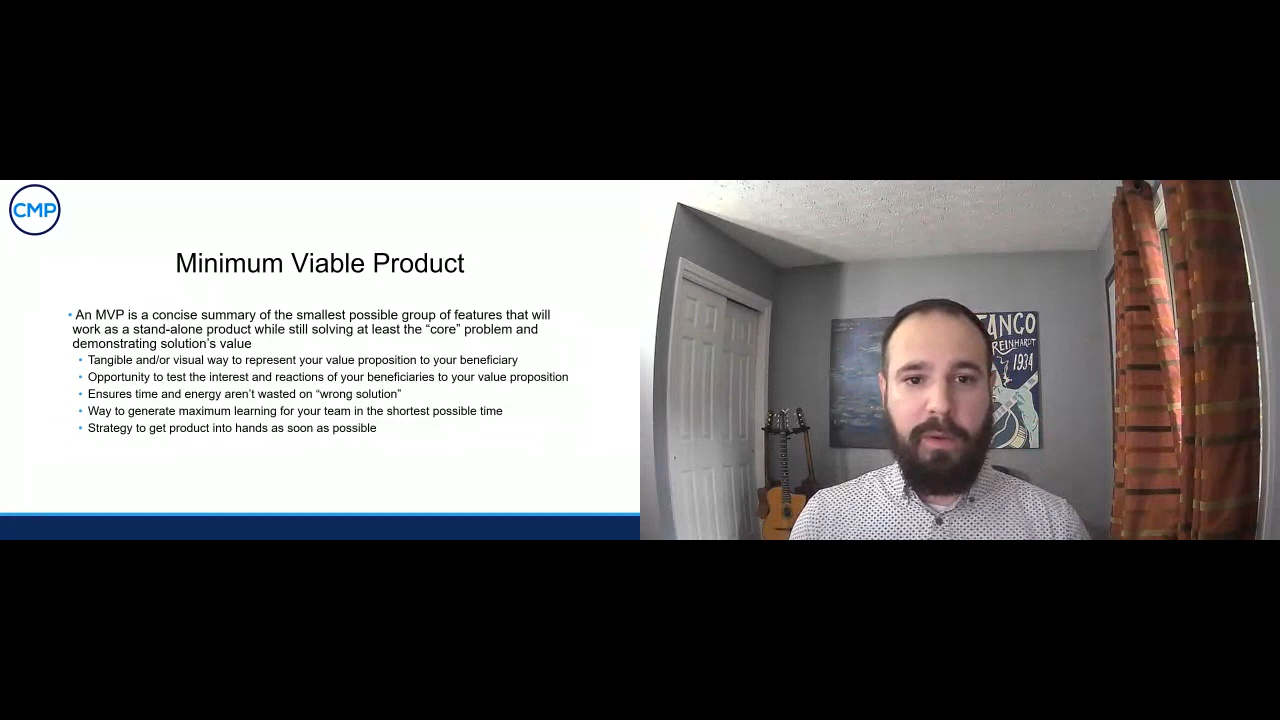 CMP
Minimum Viable Product
• An MVP is a concise summary of the smallest possible group of features that will
work as a stand-alone product while still solving at least the “core” problem and
demonstrating solution’s value
• Tangible and/or visual way to represent your value proposition to your beneficiary
• Opportunity to test the interest and reactions of your beneficiaries to your value proposition
• Ensures time and energy aren’t wasted on “wrong solution”
• Way to generate maximum learning for your team in the shortest possible time
• Strategy to get product into hands as soon as possible
REINHARDT
1934